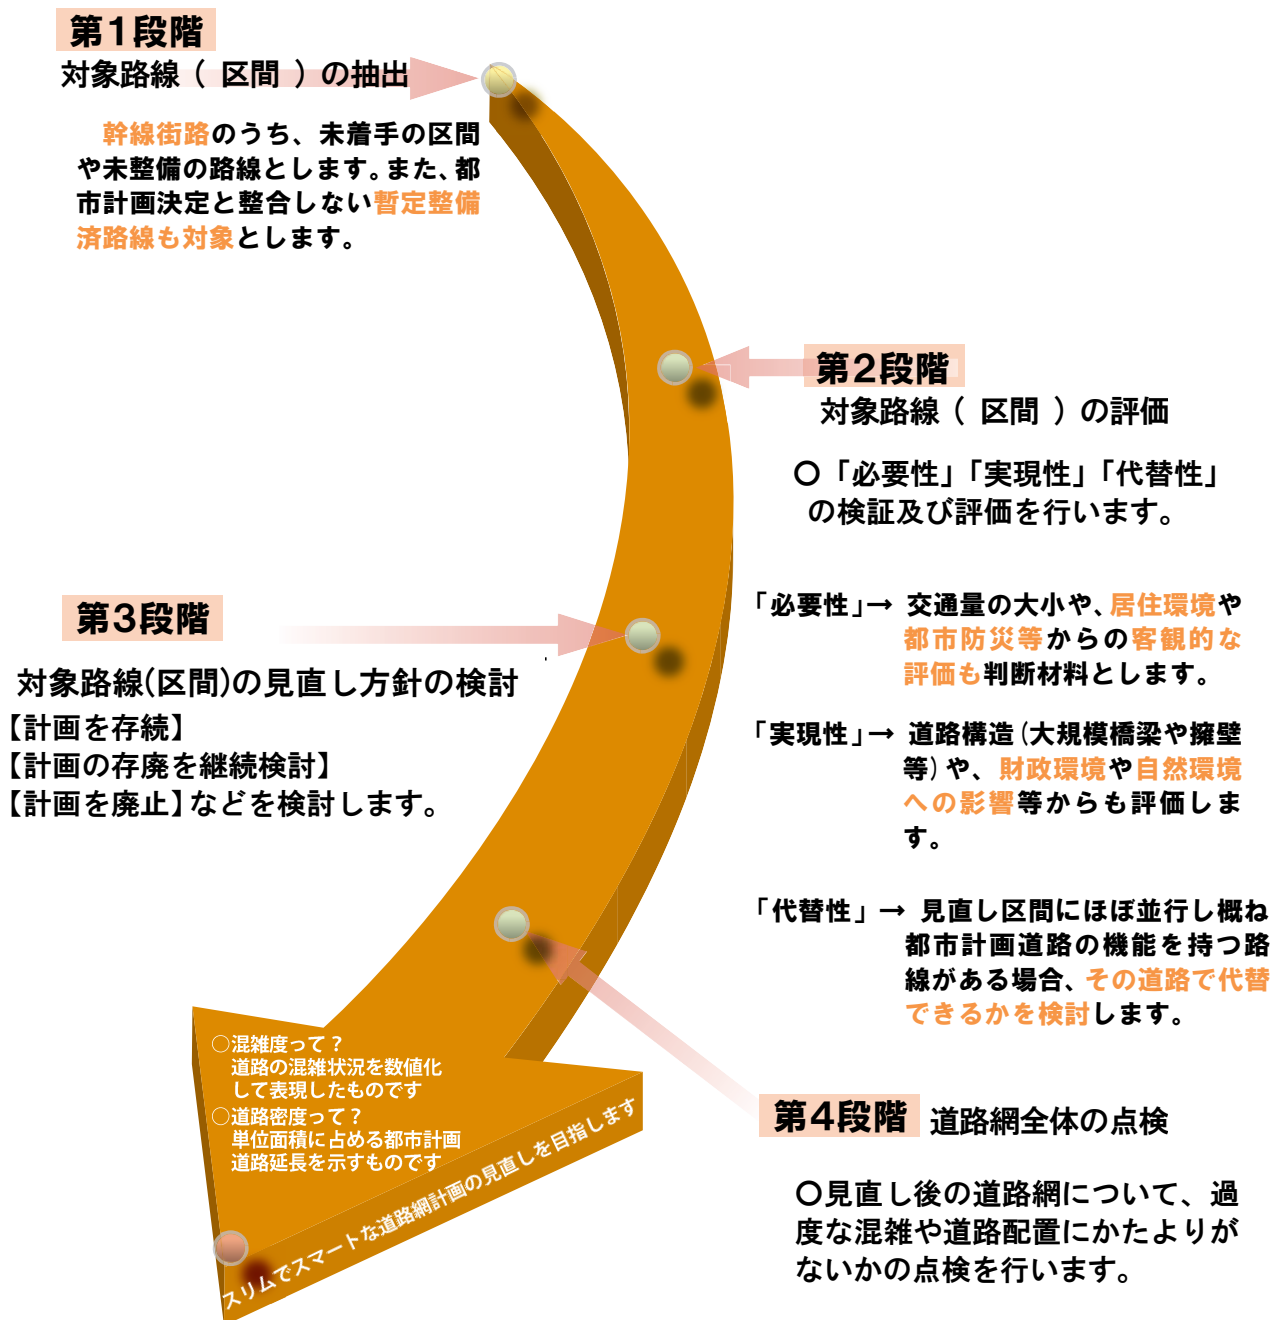 第1段階
対象路線（ 区間 ）の抽出
幹線街路のうち、未着手の区間
や未整備の路線とします。また、都
市計画決定と整合しない暫定整備
済路線も対象とします。
第2段階
対象路線（ 区間 ）の評価
〇「必要性」「実現性」「代替性」
の検証及び評価を行います。
「必要性」→ 交通量の大小や、居住環境や
都市防災等からの客観的な
評価も判断材料とします。
「実現性」→ 道路構造(大規模橋梁や擁壁
等)や、財政環境や自然環境
への影響等からも評価しま
す。
「代替性」→ 見直し区間にほぼ並行し概ね
都市計画道路の機能を持つ路
線がある場合、その道路で代替
できるかを検討します。
第3段階
対象路線(区間)の見直し方針の検討
【計画を存続】
【計画の存廃を継続検討】
【計画を廃止】などを検討します。
第4段階 道路網全体の点検
〇見直し後の道路網について、過
度な混雑や道路配置にかたよりが
ないかの点検を行います。
○混雑度って？
道路の混雑状況を数値化
して表現したものです
○道路密度って？
単位面積に占める都市計画
道路延長を示すものです
スリムでスマートな道路網計画の見直しを目指します